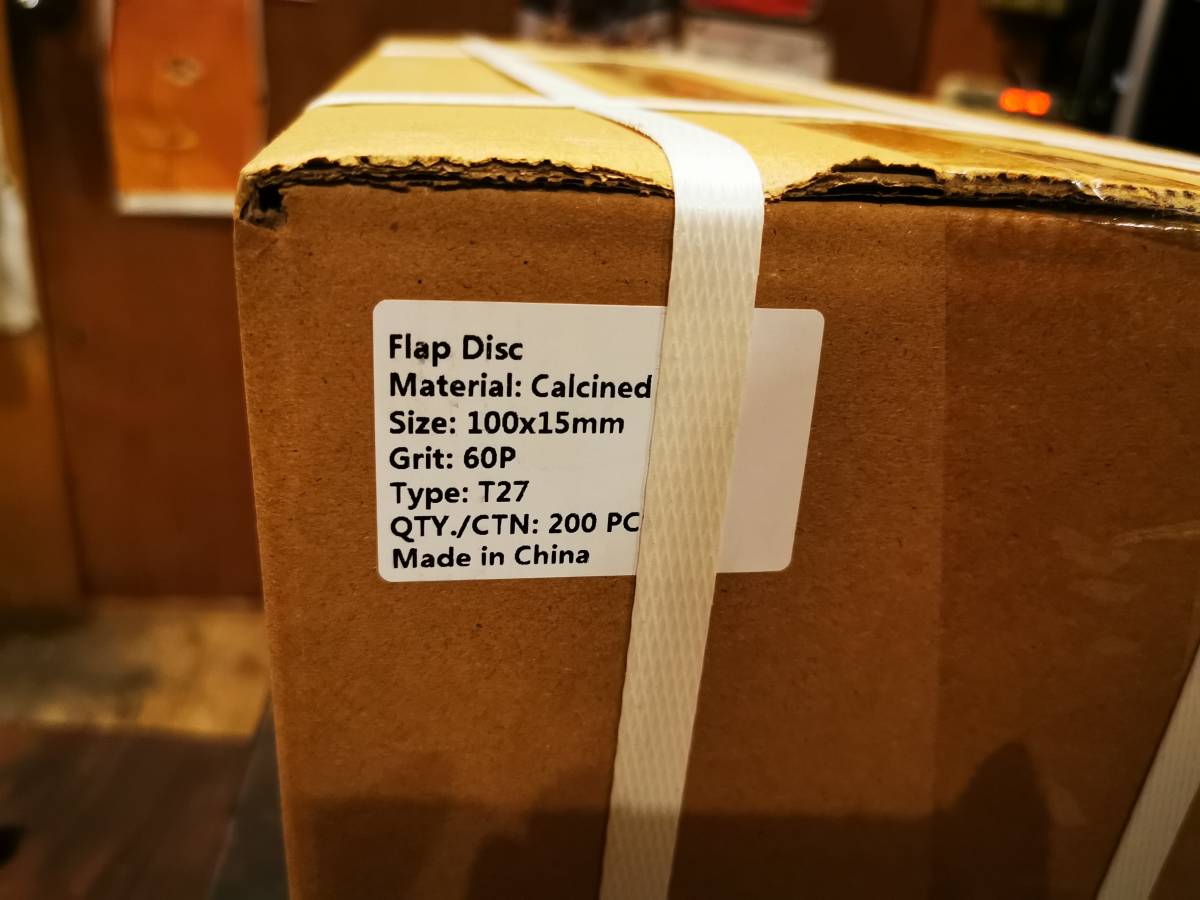 Flap Disc
Material: Calcined
Size: 100x15mm
Grit: 60P
Type: T27
QTY./CTN: 200 PC
Made in China